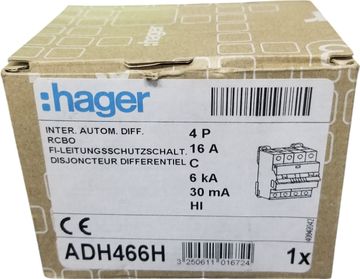 :hager
INTER. AUTOM. DIFF. 4 P
RCBO 16 A
FI-LEITUNGSSCHUTZSCHALT. C
DISJONCTEUR DIFFERENTIEL 6 kA
30 mA
HI
CE
ADH466H
3 250611 016724
1x